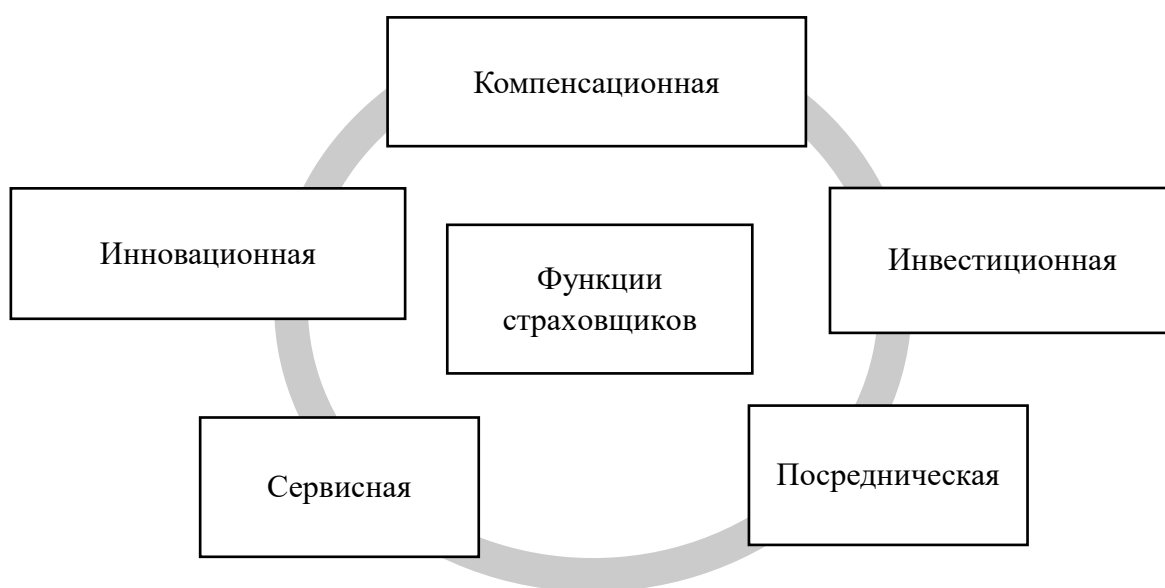 Компенсационная
Инновационная
Функции
страховщиков
Инвестиционная
Сервисная
Посредническая